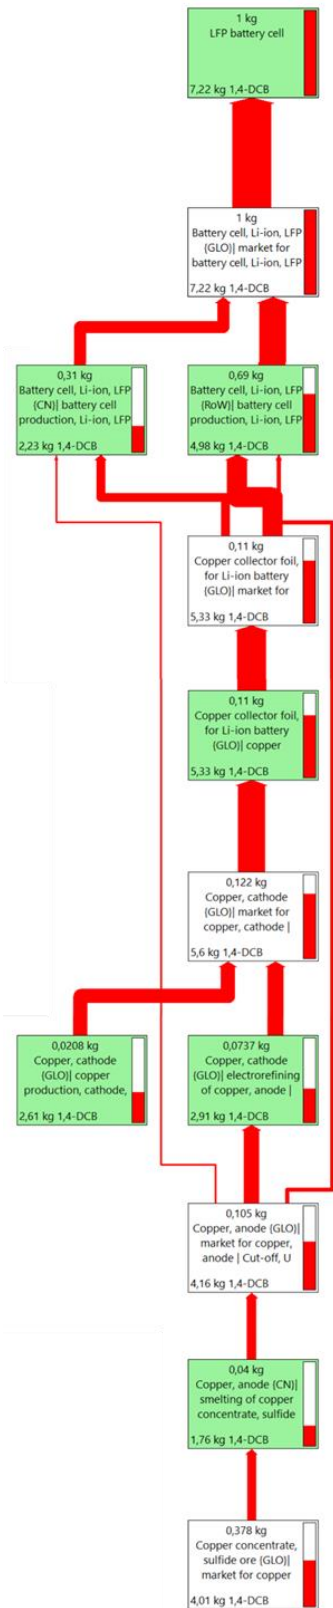 1 kg
LFP battery cell
7,22 kg 1,4-DCB
1 kg
Battery cell, Li-ion, LFP
{GLO}| market for
battery cell, Li-ion, LFP
7,22 kg 1,4-DCB
0,31 kg
Battery cell, Li-ion, LFP
{CN}| battery cell
production, Li-ion, LFP
2,23 kg 1,4-DCB
0,69 kg
Battery cell, Li-ion, LFP
{RoW}| battery cell
production, Li-ion, LFP
4,98 kg 1,4-DCB
0,11 kg
Copper collector foil,
for Li-ion battery
{GLO}| market for
5,33 kg 1,4-DCB
0,11 kg
Copper collector foil,
for Li-ion battery
{GLO}| copper
5,33 kg 1,4-DCB
0,122 kg
Copper, cathode
{GLO}| market for
copper, cathode |
5,6 kg 1,4-DCB
0,0208 kg
Copper, cathode
{GLO}| copper
production, cathode,
2,61 kg 1,4-DCB
0,0737 kg
Copper, cathode
{GLO}| electrorefining
of copper, anode |
2,91 kg 1,4-DCB
0,105 kg
Copper, anode {GLO}|
market for copper,
anode | Cut-off, U
4,16 kg 1,4-DCB
0,04 kg
Copper, anode {CN}|
smelting of copper
concentrate, sulfide
1,76 kg 1,4-DCB
0,378 kg
Copper concentrate,
sulfide ore {GLO}|
market for copper
4,01 kg 1,4-DCB